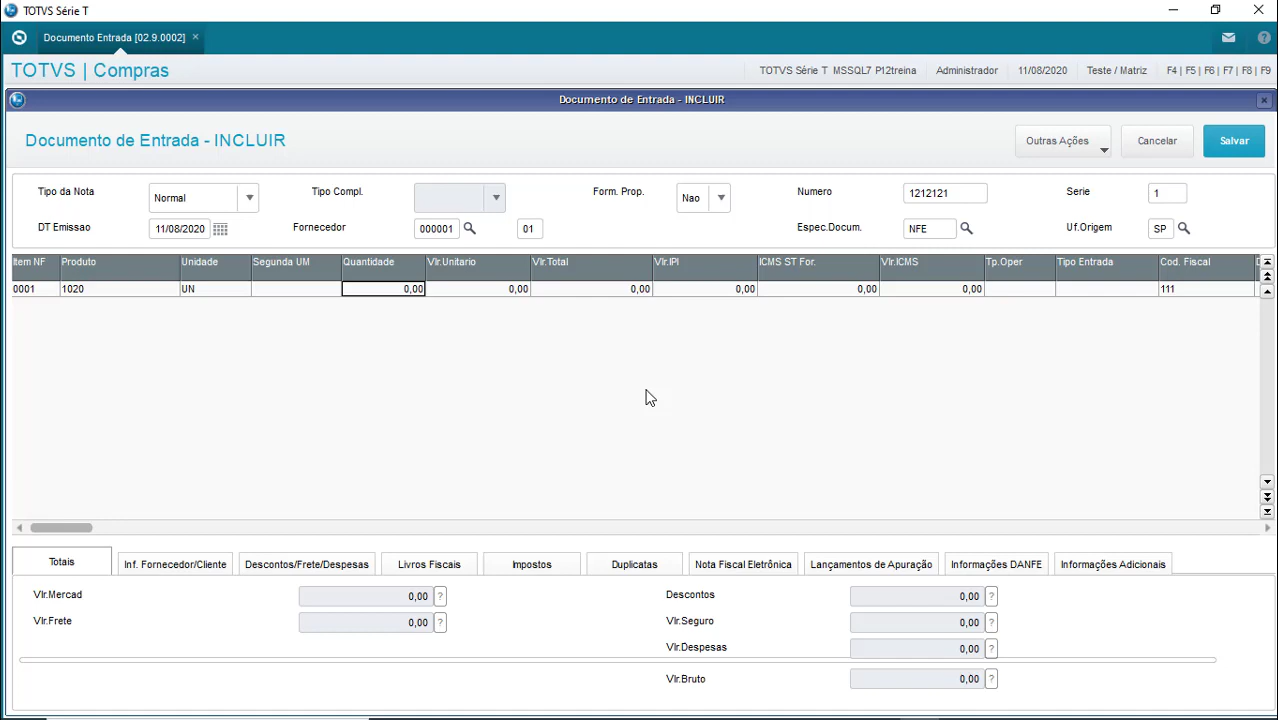 TOTVS Série T
Documento Entrada [02.9.0002] ×
TOTVS | Compras TOTVS Série T MSSQL7 P12treina Administrador 11/08/2020 Teste / Matriz F4 | F5 | F6 | F7 | F8 | F9
Documento de Entrada - INCLUIR
Documento de Entrada - INCLUIR Outras Ações Cancelar Salvar
Tipo da Nota Normal Tipo Compl. Form. Prop. Nao Numero 1212121 Serie 1
DT Emissao 11/08/2020 Fornecedor 000001 01 Espec.Docum. NFE Uf.Origem SP
Item NF Produto Unidade Segunda UM Quantidade Vlr.Unitario Vlr.Total Vlr.IPI ICMS ST For. Vlr.ICMS Tp.Oper Tipo Entrada Cod. Fiscal
0001 1020 UN 0,00 0,00 0,00 0,00 0,00 0,00 111
Totais Inf. Fornecedor/Cliente Descontos/Frete/Despesas Livros Fiscais Impostos Duplicatas Nota Fiscal Eletrônica Lançamentos de Apuração Informações DANFE Informações Adicionais
Vlr.Mercad 0,00 ? Descontos 0,00 ?
Vlr.Frete 0,00 ? Vlr.Seguro 0,00 ?
Vlr.Despesas 0,00 ?
Vlr.Bruto 0,00 ?